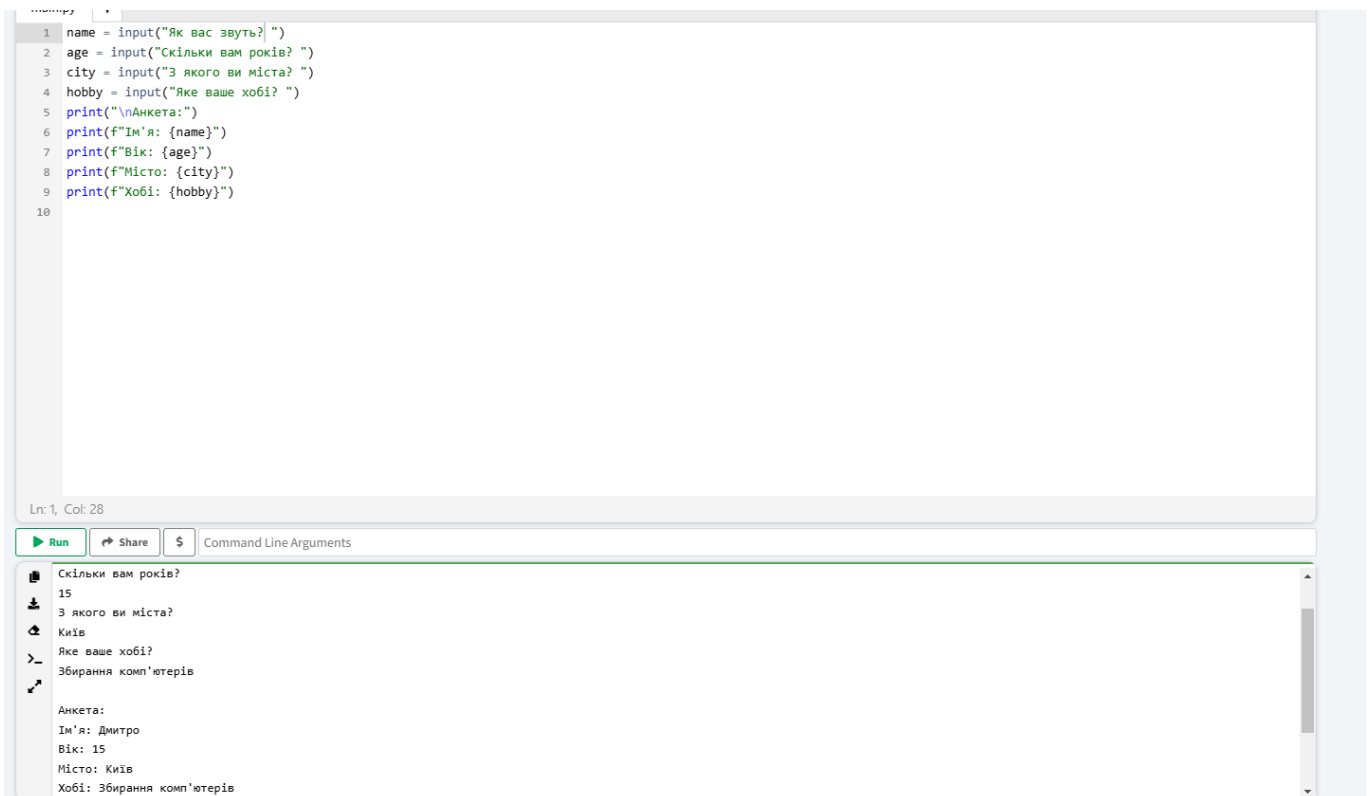 main.py +
1 name = input("Як вас звуть? ")
2 age = input("Скільки вам років? ")
3 city = input("З якого ви міста? ")
4 hobby = input("Яке ваше хобі? ")
5 print("\nАнкета:")
6 print(f"Ім'я: {name}")
7 print(f"Вік: {age}")
8 print(f"Місто: {city}")
9 print(f"Хобі: {hobby}")
10
Ln: 1, Col: 28
Run Share $ Command Line Arguments
Скільки вам років?
15
З якого ви міста?
Київ
Яке ваше хобі?
Збирання комп'ютерів
Анкета:
Ім'я: Дмитро
Вік: 15
Місто: Київ
Хобі: Збирання комп'ютерів